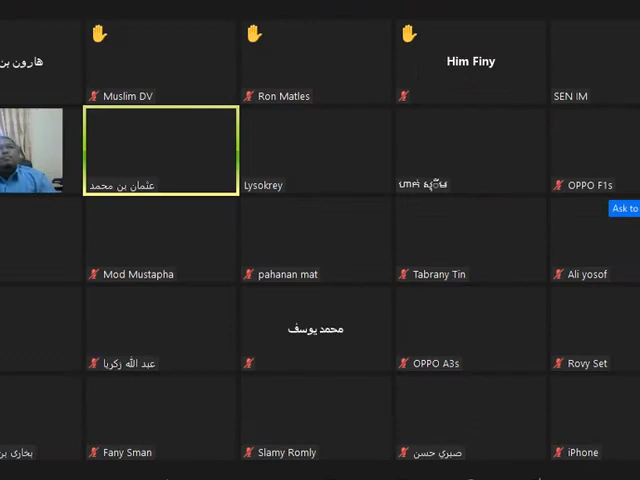 هارون بن
Muslim DV
Ron Matles
Him Finy
SEN IM
عثمان بن محمد
Lysokrey
OPPO F1s
Ask to
Mod Mustapha
pahanan mat
Tabrany Tin
Ali yosof
عبد الله زكريا
محمد يوسف
OPPO A3s
Rovy Set
بخاری بن
Fany Sman
Slamy Romly
صبري حسن
iPhone